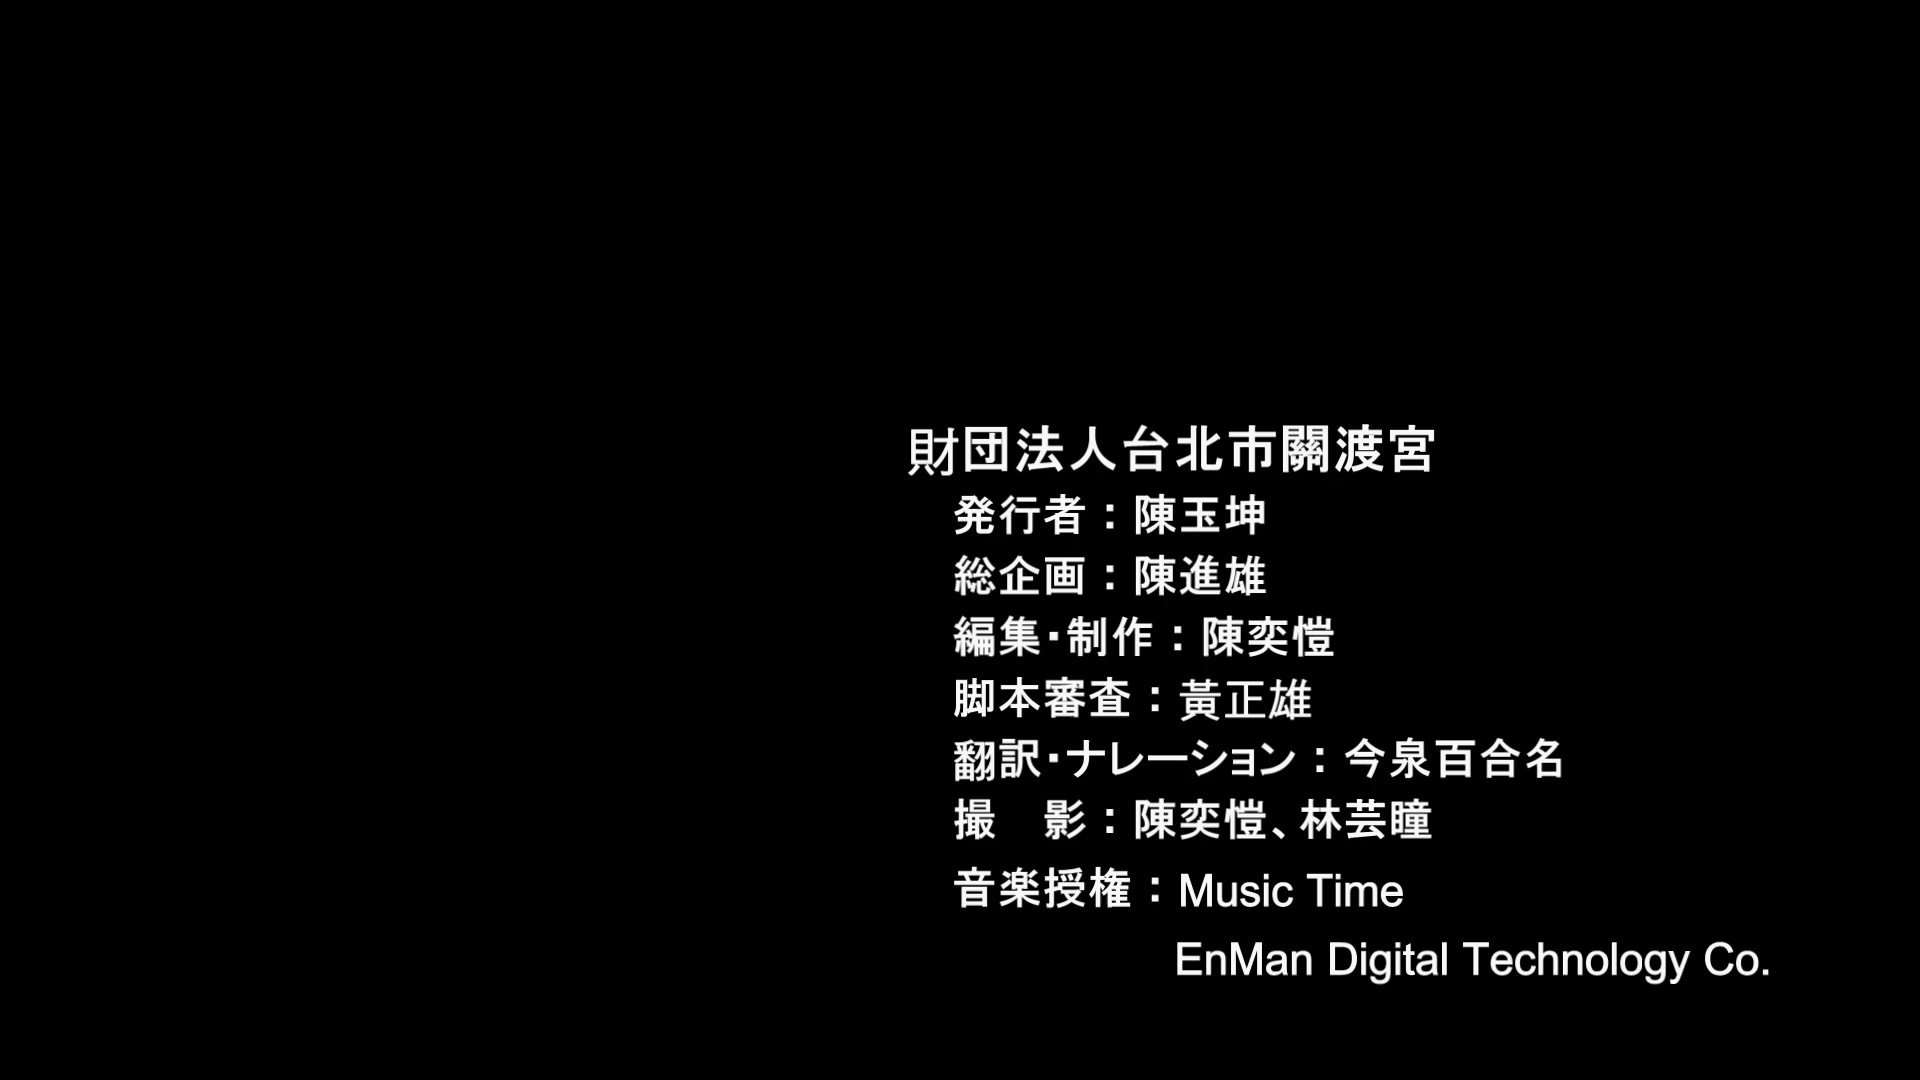 財団法人台北市關渡宮
発行者：陳玉坤
総企画：陳進雄
編集・制作：陳奕愷
脚本審査：黃正雄
翻訳・ナレーション：今泉百合名
撮　影：陳奕愷、林芸瞳
音楽授権：Music Time
EnMan Digital Technology Co.